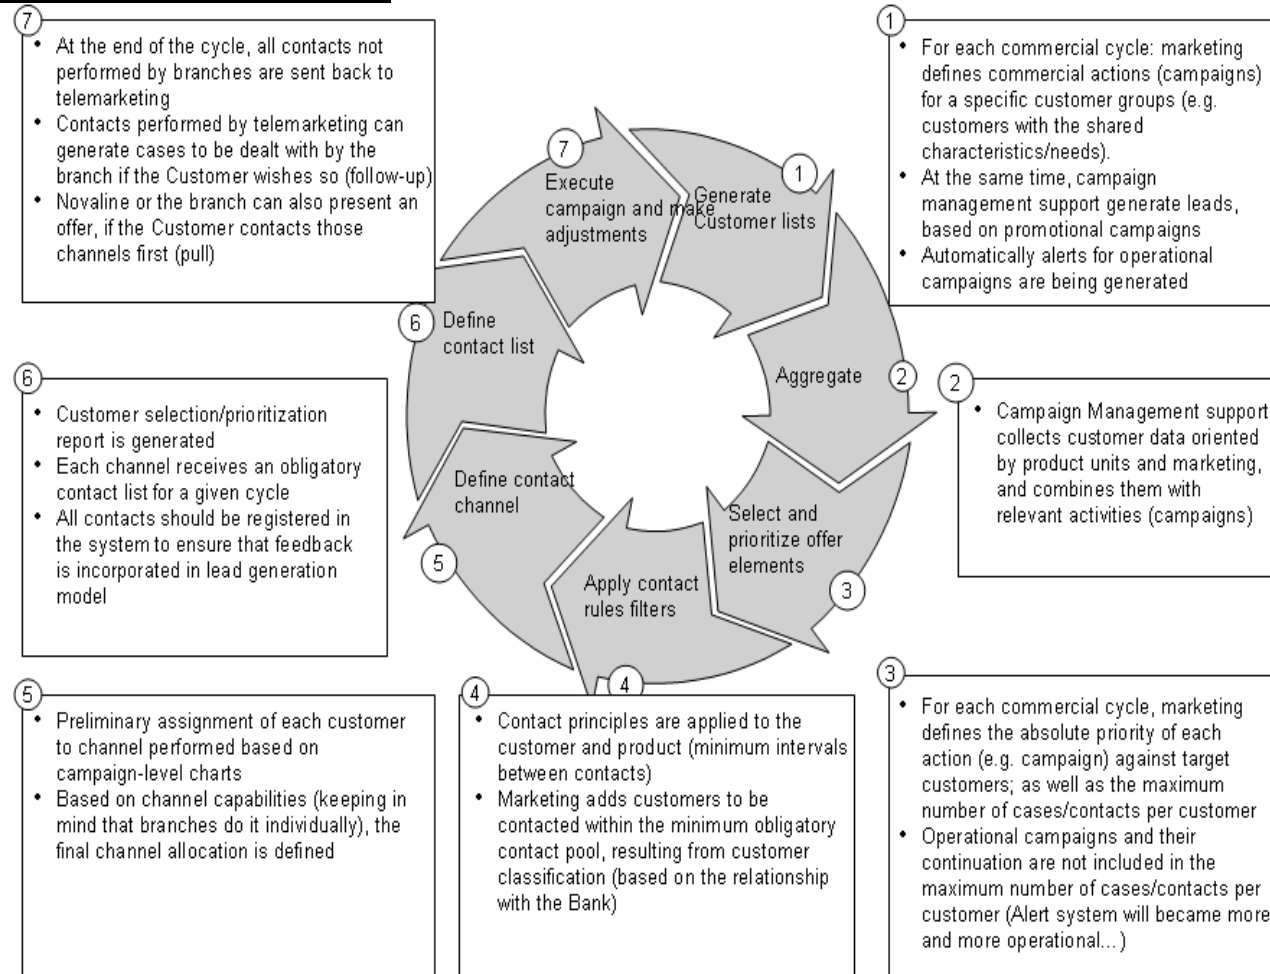 7
• At the end of the cycle, all contacts not
performed by branches are sent back to
telemarketing
• Contacts performed by telemarketing can
generate cases to be dealt with by the
branch if the Customer wishes so (follow-up)
• Novaline or the branch can also present an
offer, if the Customer contacts those
channels first (pull)
1
• For each commercial cycle: marketing
defines commercial actions (campaigns)
for a specific customer groups (e.g.
customers with the shared
characteristics/needs).
• At the same time, campaign
management support generate leads,
based on promotional campaigns
• Automatically alerts for operational
campaigns are being generated
7
Execute
campaign and make
adjustments
1
Generate
Customer lists
6
Define
contact list
Aggregate
2
Define contact
channel
5
Select and
prioritize offer
elements
3
Apply contact
rules filters
4
6
• Customer selection/prioritization
report is generated
• Each channel receives an obligatory
contact list for a given cycle
• All contacts should be registered in
the system to ensure that feedback
is incorporated in lead generation
model
2
• Campaign Management support
collects customer data oriented
by product units and marketing,
and combines them with
relevant activities (campaigns)
5
• Preliminary assignment of each customer
to channel performed based on
campaign-level charts
• Based on channel capabilities (keeping in
mind that branches do it individually), the
final channel allocation is defined
4
• Contact principles are applied to the
customer and product (minimum intervals
between contacts)
• Marketing adds customers to be
contacted within the minimum obligatory
contact pool, resulting from customer
classification (based on the relationship
with the Bank)
3
• For each commercial cycle, marketing
defines the absolute priority of each
action (e.g. campaign) against target
customers; as well as the maximum
number of cases/contacts per customer
• Operational campaigns and their
continuation are not included in the
maximum number of cases/contacts per
customer (Alert system will became more
and more operational...)